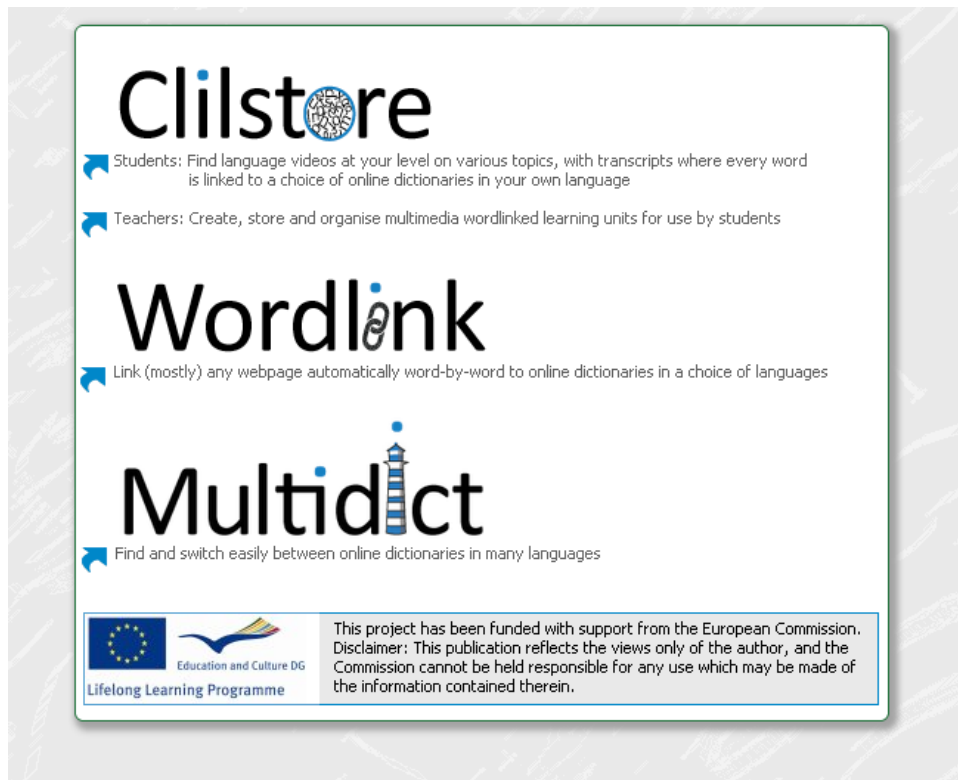 Clilstore
Students: Find language videos at your level on various topics, with transcripts where every word
is linked to a choice of online dictionaries in your own language
Teachers: Create, store and organise multimedia wordlinked learning units for use by students
Wordlink
Link (mostly) any webpage automatically word-by-word to online dictionaries in a choice of languages
Multidict
Find and switch easily between online dictionaries in many languages
Education and Culture DG
Lifelong Learning Programme
This project has been funded with support from the European Commission.
Disclaimer: This publication reflects the views only of the author, and the
Commission cannot be held responsible for any use which may be made of
the information contained therein.